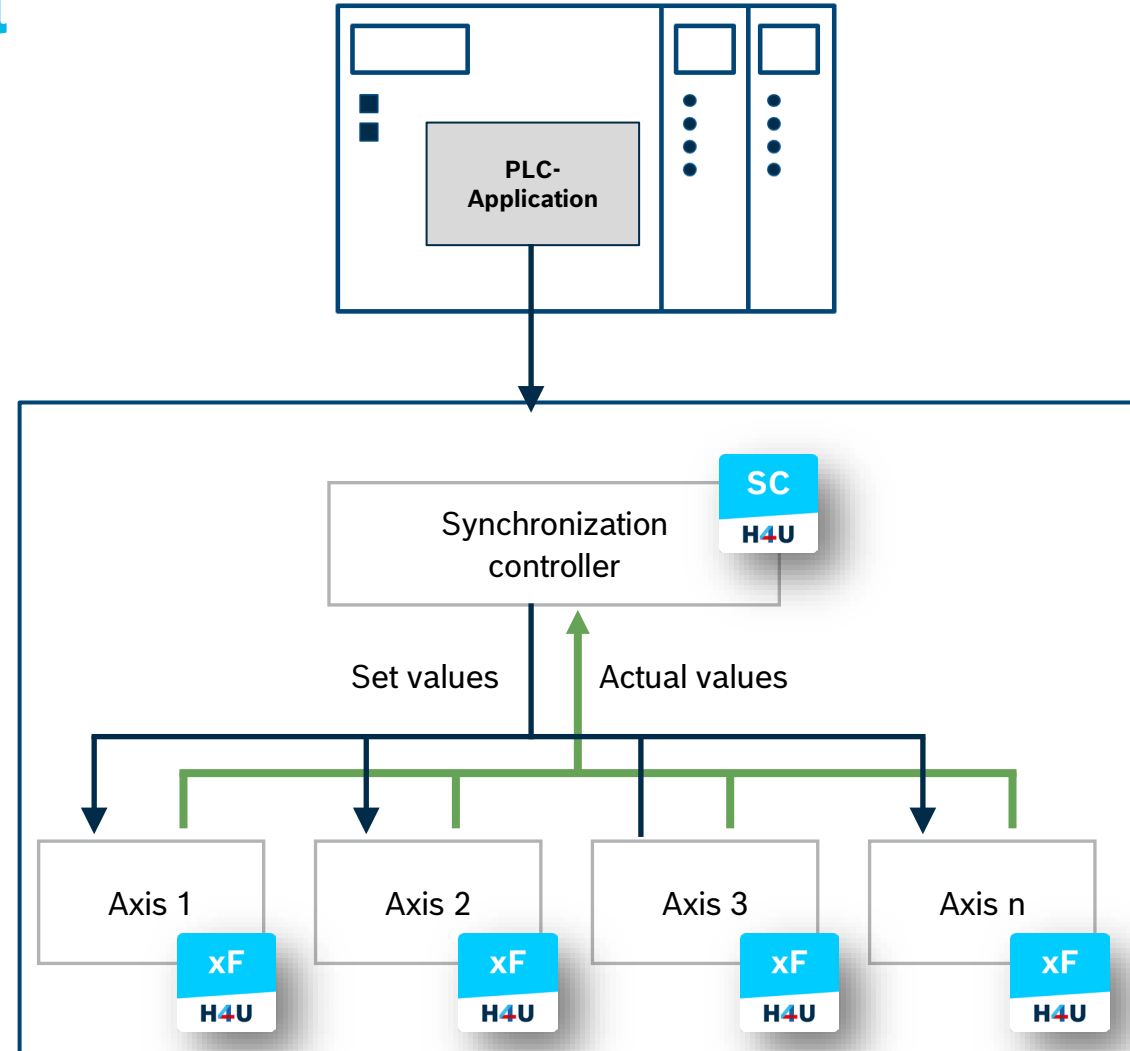 PLC-
Application
SC
H4U
Synchronization
controller
Set values
Actual values
Axis 1
Axis 2
Axis 3
Axis n
xF
H4U
xF
H4U
xF
H4U
xF
H4U